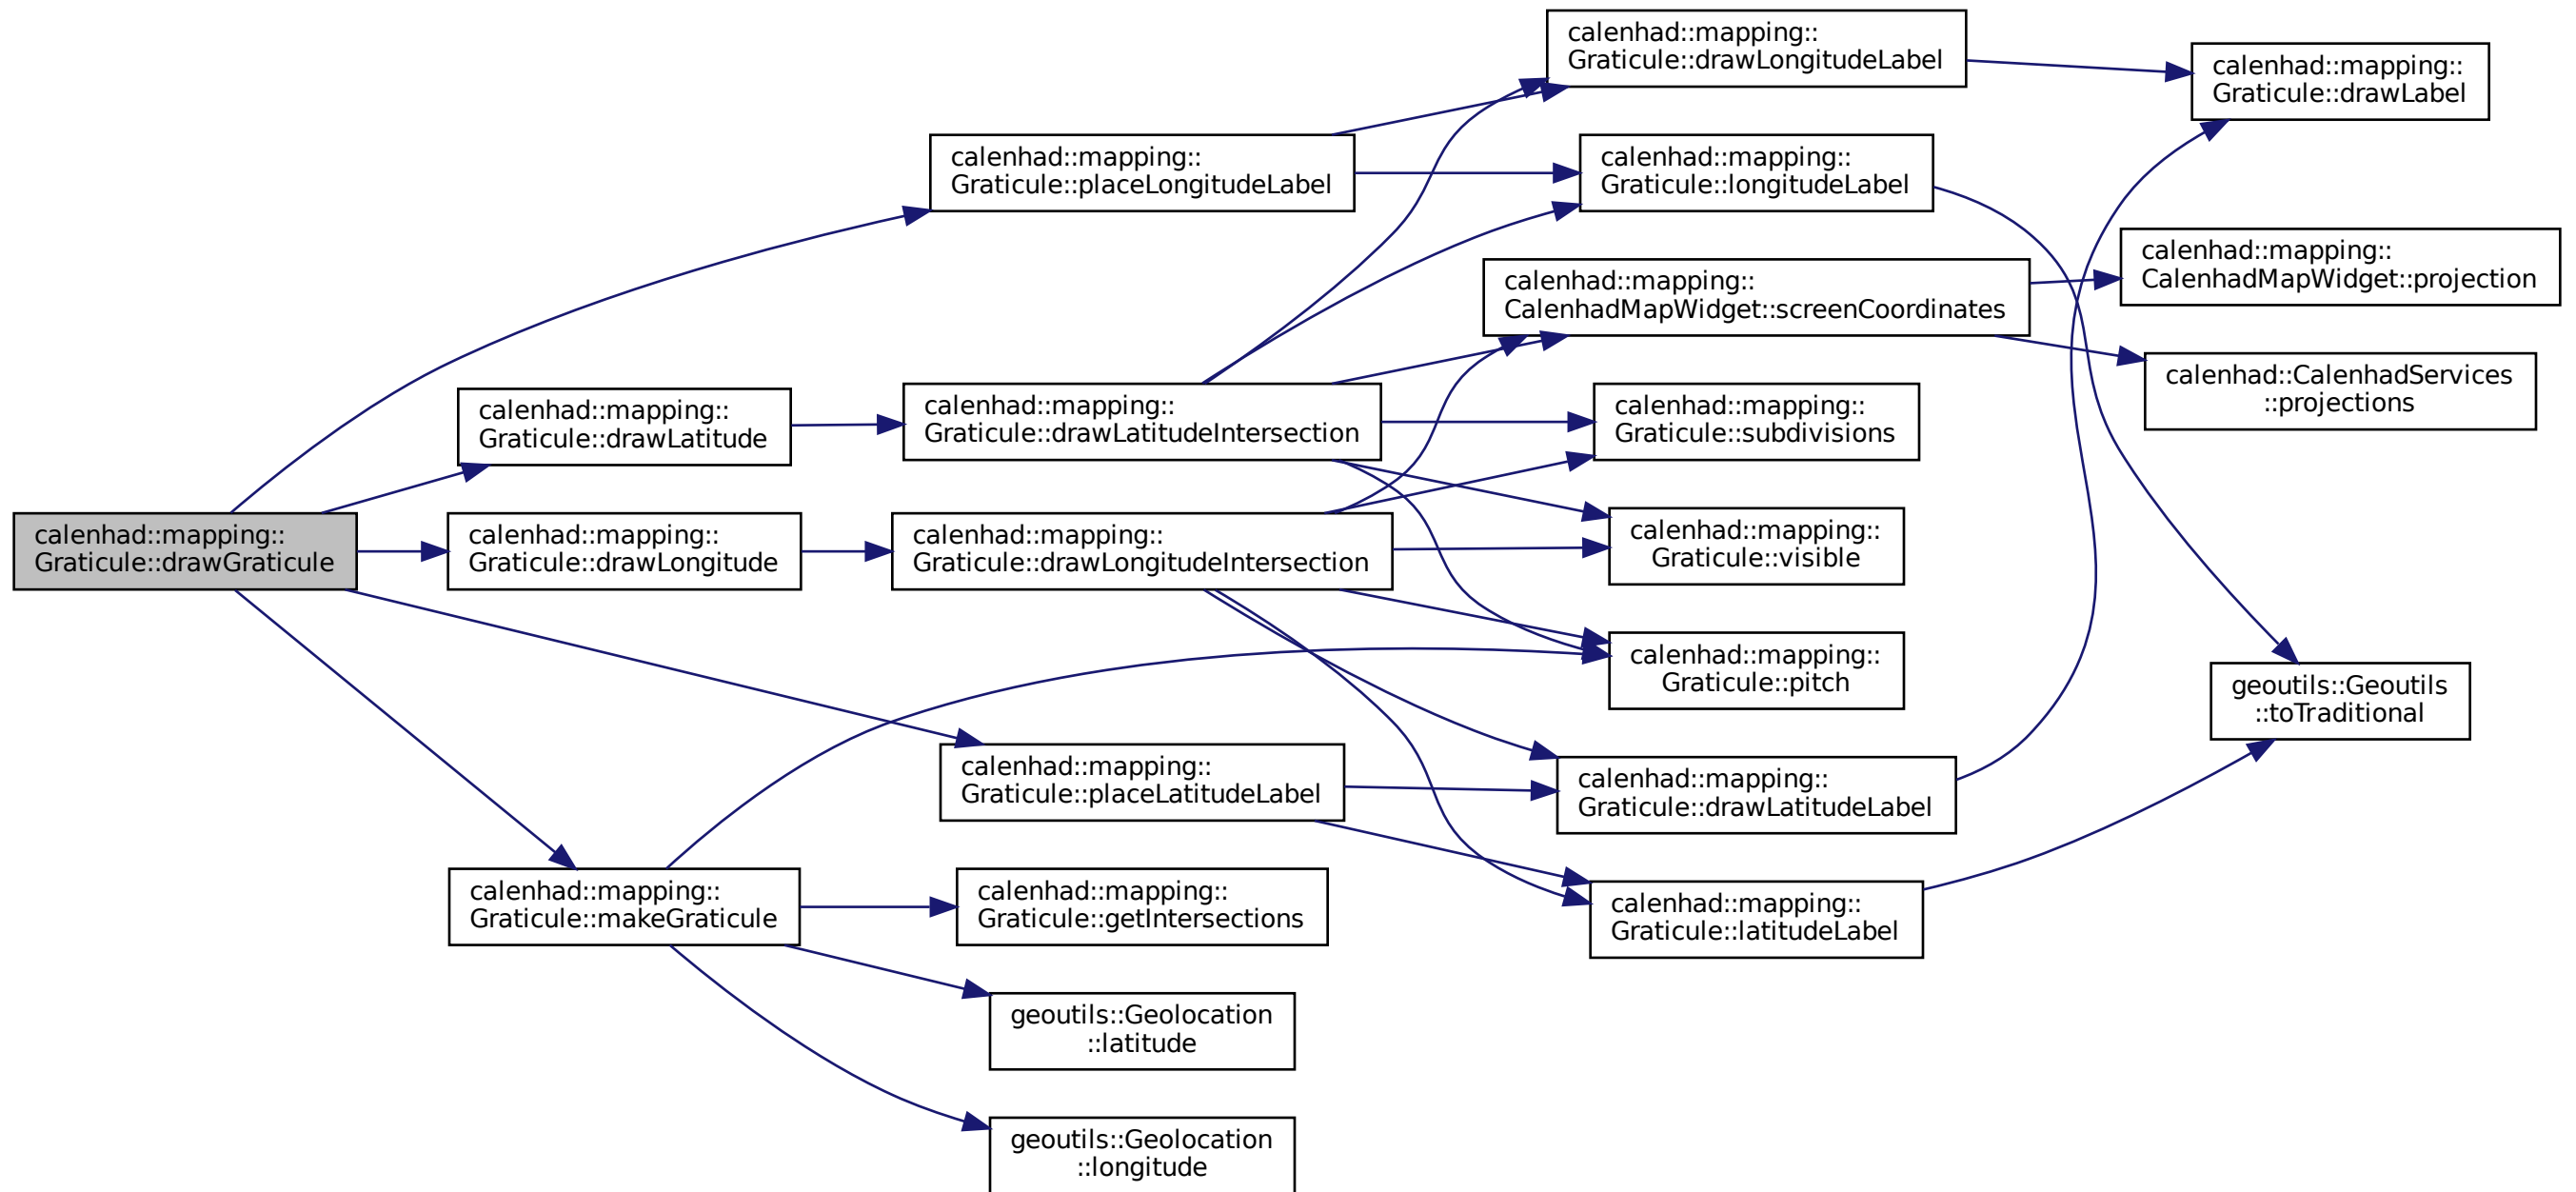 calenhad::mapping::
Graticule::drawGraticule
calenhad::mapping::
Graticule::drawLatitude
calenhad::mapping::
Graticule::drawLongitude
calenhad::mapping::
Graticule::makeGraticule
calenhad::mapping::
Graticule::placeLongitudeLabel
calenhad::mapping::
Graticule::drawLatitudeIntersection
calenhad::mapping::
Graticule::drawLongitudeIntersection
calenhad::mapping::
Graticule::placeLatitudeLabel
calenhad::mapping::
Graticule::getIntersections
geoutils::Geolocation
::latitude
geoutils::Geolocation
::longitude
calenhad::mapping::
Graticule::drawLongitudeLabel
calenhad::mapping::
Graticule::longitudeLabel
calenhad::mapping::
CalenhadMapWidget::screenCoordinates
calenhad::mapping::
Graticule::subdivisions
calenhad::mapping::
Graticule::visible
calenhad::mapping::
Graticule::pitch
calenhad::mapping::
Graticule::drawLatitudeLabel
calenhad::mapping::
Graticule::latitudeLabel
calenhad::mapping::
Graticule::drawLabel
calenhad::mapping::
CalenhadMapWidget::projection
calenhad::CalenhadServices
::projections
geoutils::Geoutils
::toTraditional